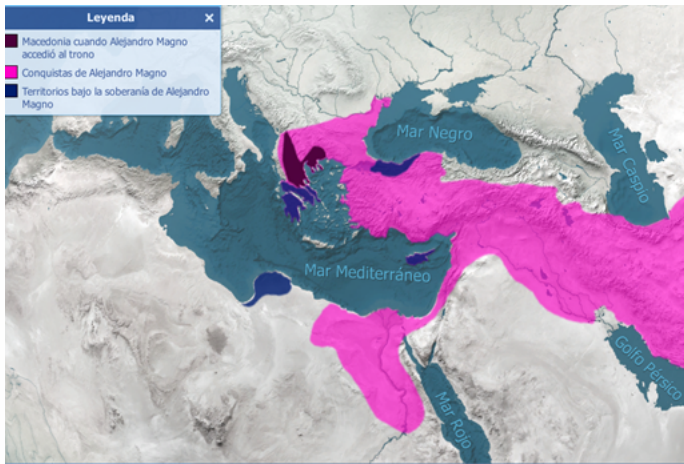 Leyenda
Macedonia cuando Alejandro Magno
accedió al trono
Conquistas de Alejandro Magno
Territorios bajo la soberanía de Alejandro
Magno
Mar Negro
Mar Caspio
Mar Mediterráneo
Golfo Pérsico
Mar Rojo